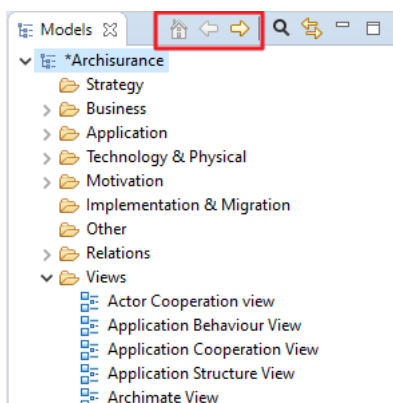 Models
*Archisurance
Strategy
Business
Application
Technology & Physical
Motivation
Implementation & Migration
Other
Relations
Views
Actor Cooperation view
Application Behaviour View
Application Cooperation View
Application Structure View
Archimate View